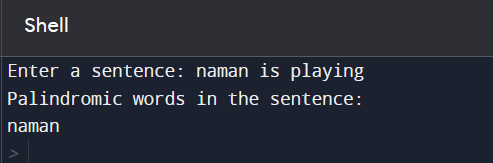 Shell
Enter a sentence: naman is playing
Palindromic words in the sentence:
naman
>